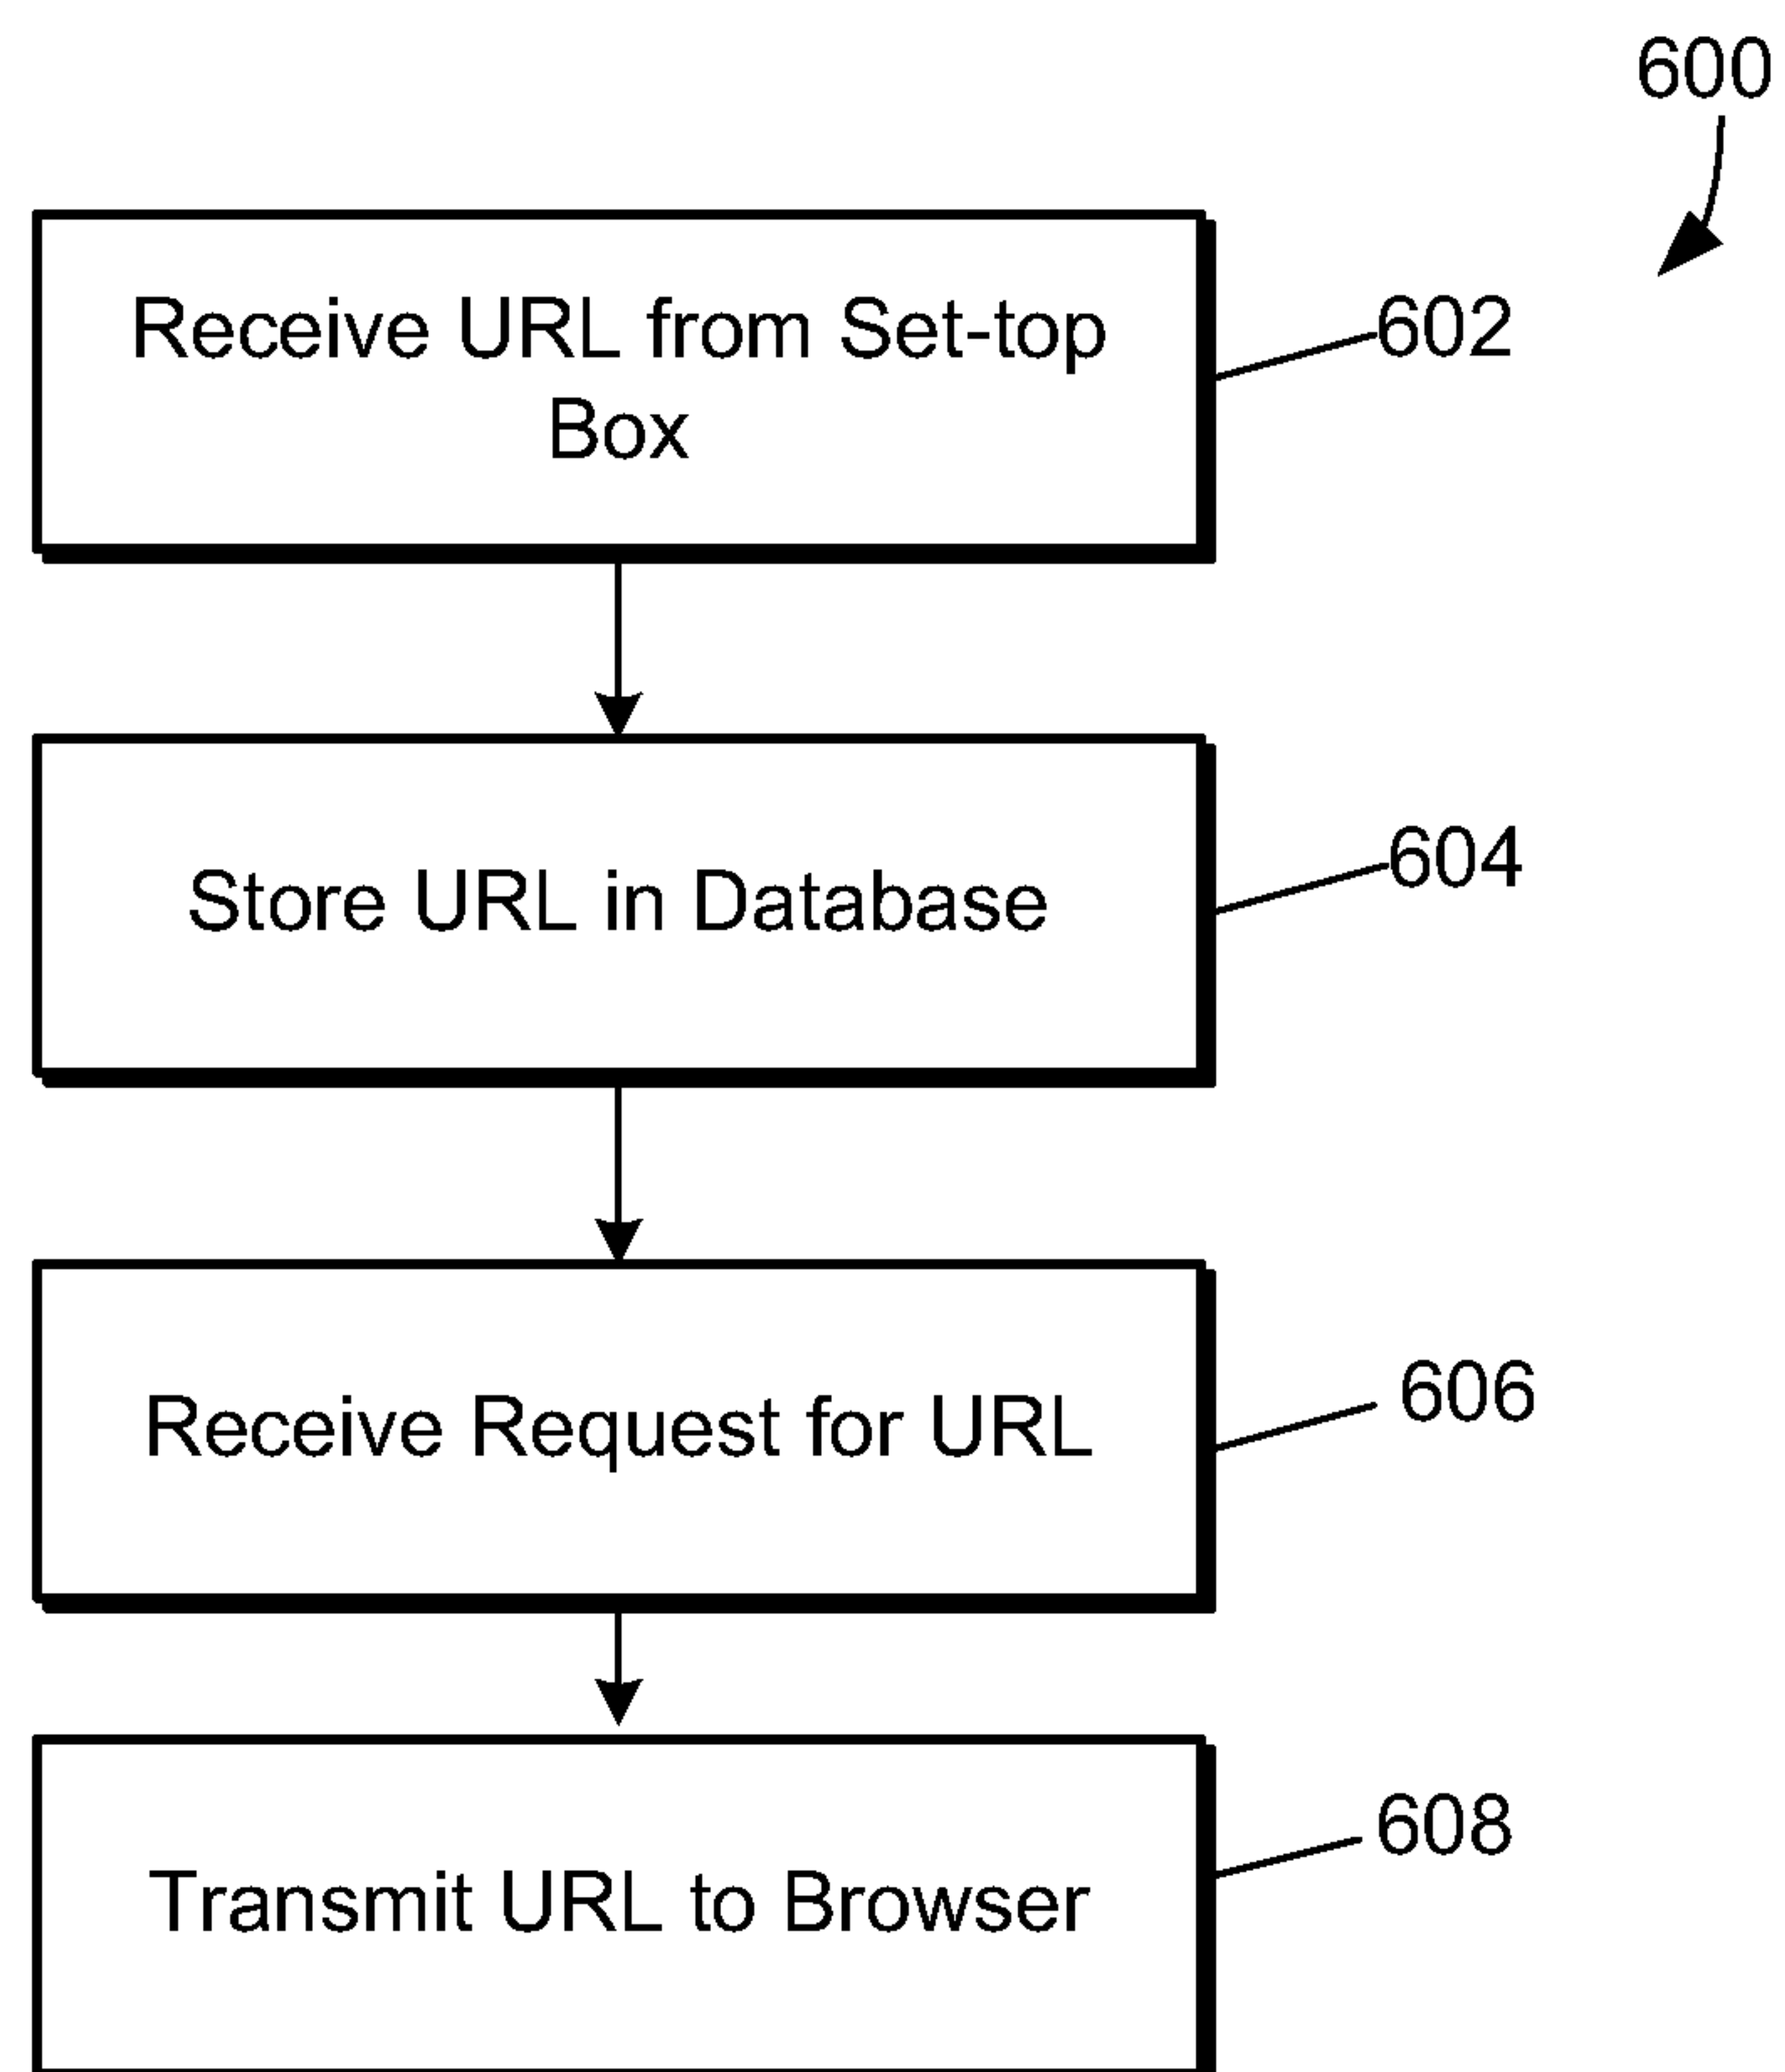 600
Receive URL from Set-top
Box
602
Store URL in Database
604
Receive Request for URL
606
Transmit URL to Browser
608